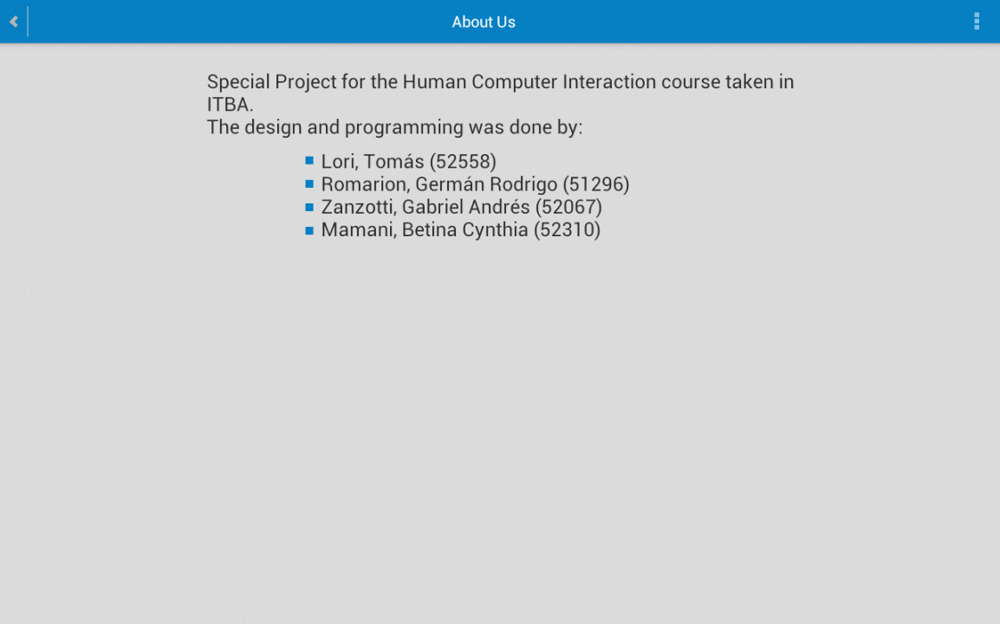 About Us
Special Project for the Human Computer Interaction course taken in
ITBA.
The design and programming was done by:
Lori, Tomás (52558)
Romarion, Germán Rodrigo (51296)
Zanzotti, Gabriel Andrés (52067)
Mamani, Betina Cynthia (52310)